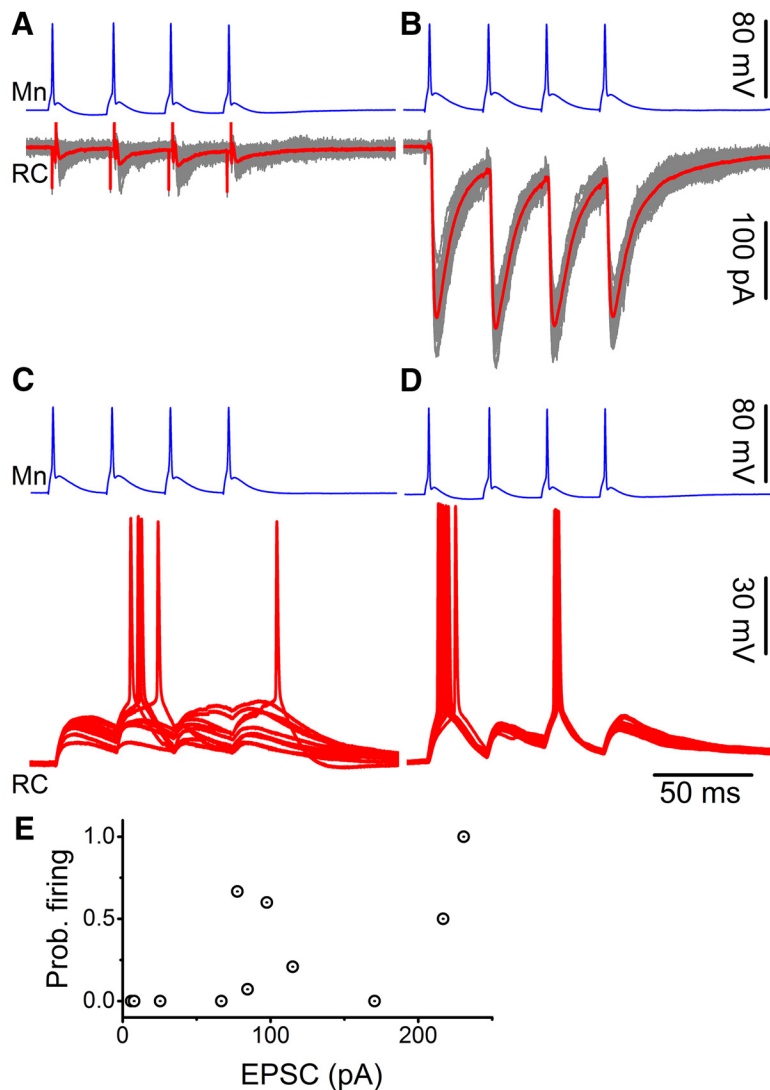 A
B
Mn
80 mV
RC
100 pA
C
D
Mn
80 mV
30 mV
RC
50 ms
E
1.0
Prob. firing
0.5
0.0
0
100
200
EPSC (pA)